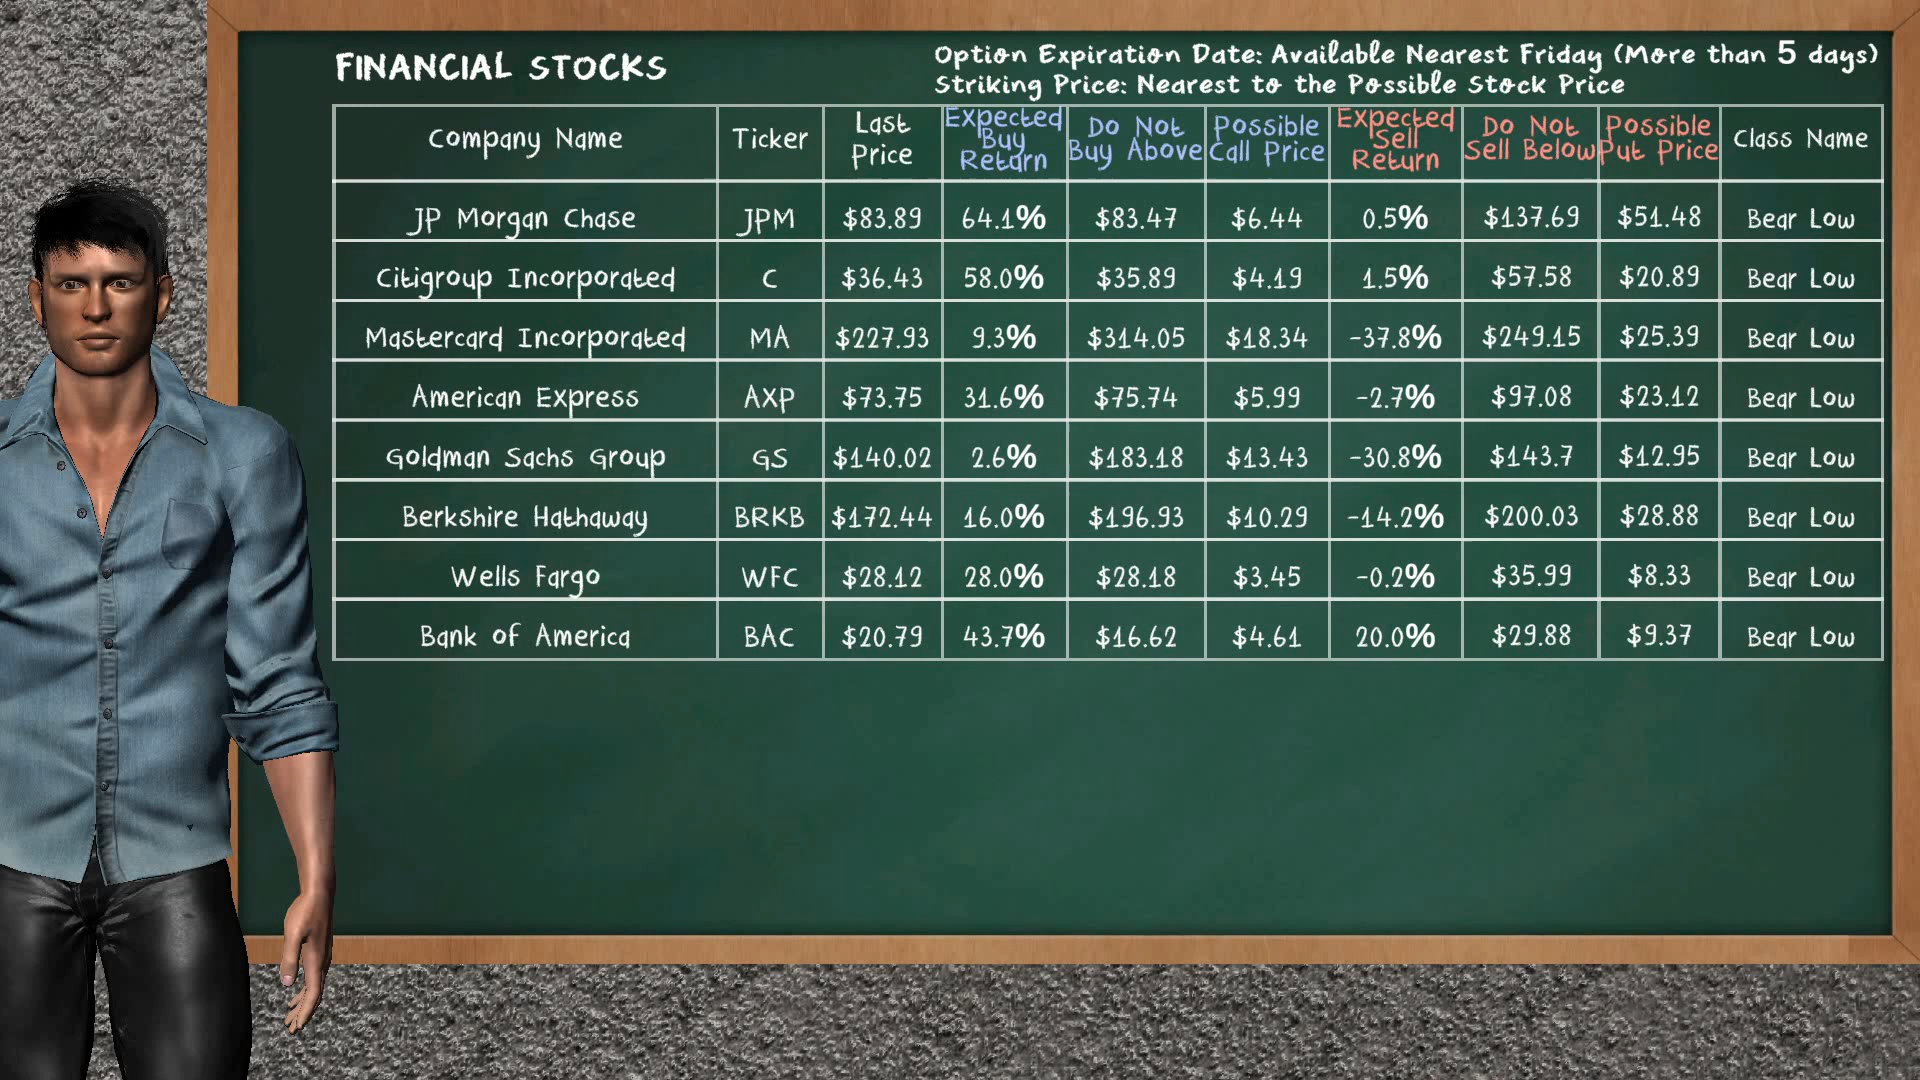 FINANCIAL STOCKS
Option Expiration Date: Available Nearest Friday (More than 5 days)
Striking Price: Nearest to the Possible Stock Price
Company Name Ticker Last Price Expected Buy Return Do Not Buy Above Possible Call Price Expected Sell Return Do Not Sell Below Possible Put Price Class Name
JP Morgan Chase JPM $83.89 64.1% $83.47 $6.44 0.5% $137.69 $51.48 Bear Low
Citigroup Incorporated C $36.43 58.0% $35.89 $4.19 1.5% $57.58 $20.89 Bear Low
Mastercard Incorporated MA $227.93 9.3% $314.05 $18.34 -37.8% $249.15 $25.39 Bear Low
American Express AXP $73.75 31.6% $75.74 $5.99 -2.7% $97.08 $23.12 Bear Low
Goldman Sachs Group GS $140.02 2.6% $183.18 $13.43 -30.8% $143.7 $12.95 Bear Low
Berkshire Hathaway BRKB $172.44 16.0% $196.93 $10.29 -14.2% $200.03 $28.88 Bear Low
Wells Fargo WFC $28.12 28.0% $28.18 $3.45 -0.2% $35.99 $8.33 Bear Low
Bank of America BAC $20.79 43.7% $16.62 $4.61 20.0% $29.88 $9.37 Bear Low